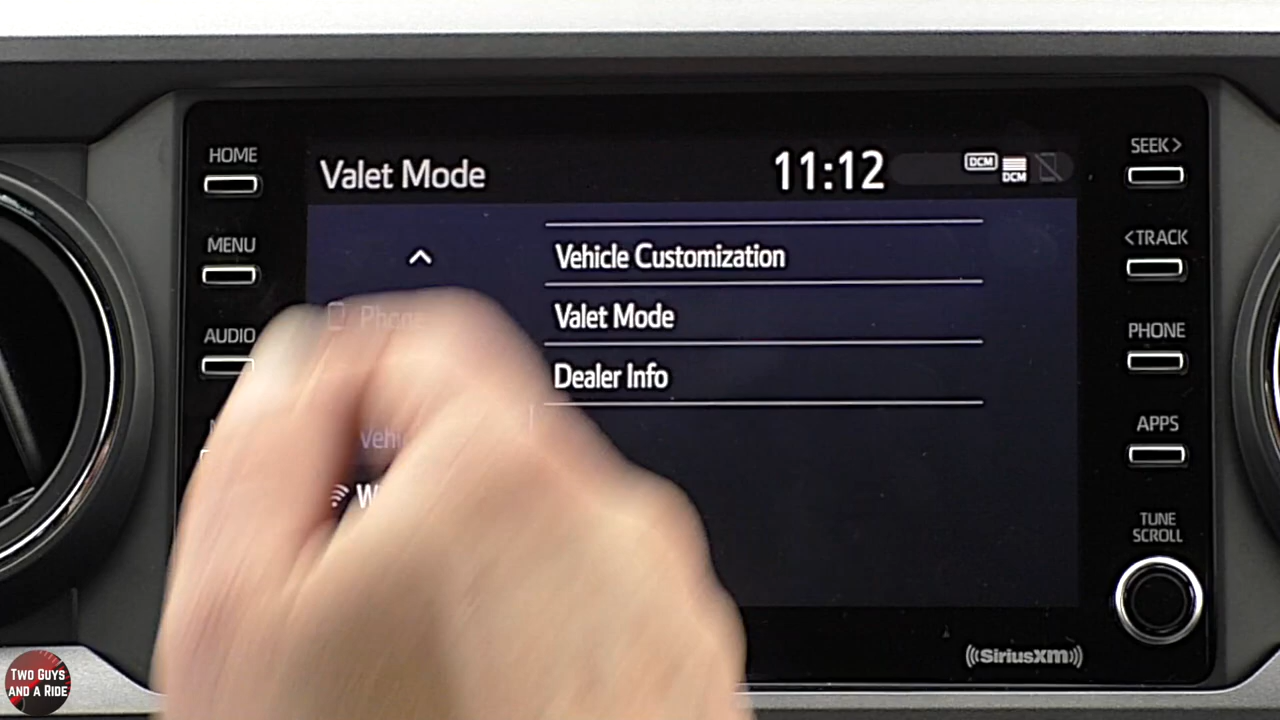 HOME
Valet Mode
11:12
DCM
DCM
SEEK>
MENU
Vehicle Customization
<TRACK
Phone
Valet Mode
AUDIO
PHONE
Dealer Info
APPS
TUNE
SCROLL
((SiriusXM))
TWO GUYS
AND A RIDE